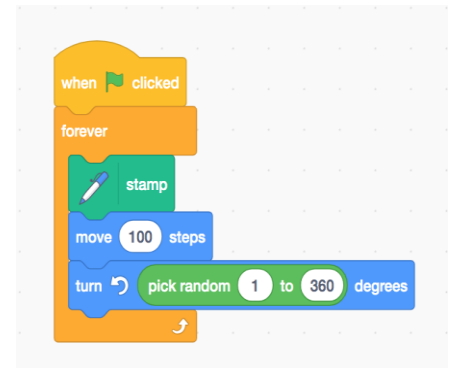 when clicked
forever
stamp
move 100 steps
turn pick random 1 to 360 degrees